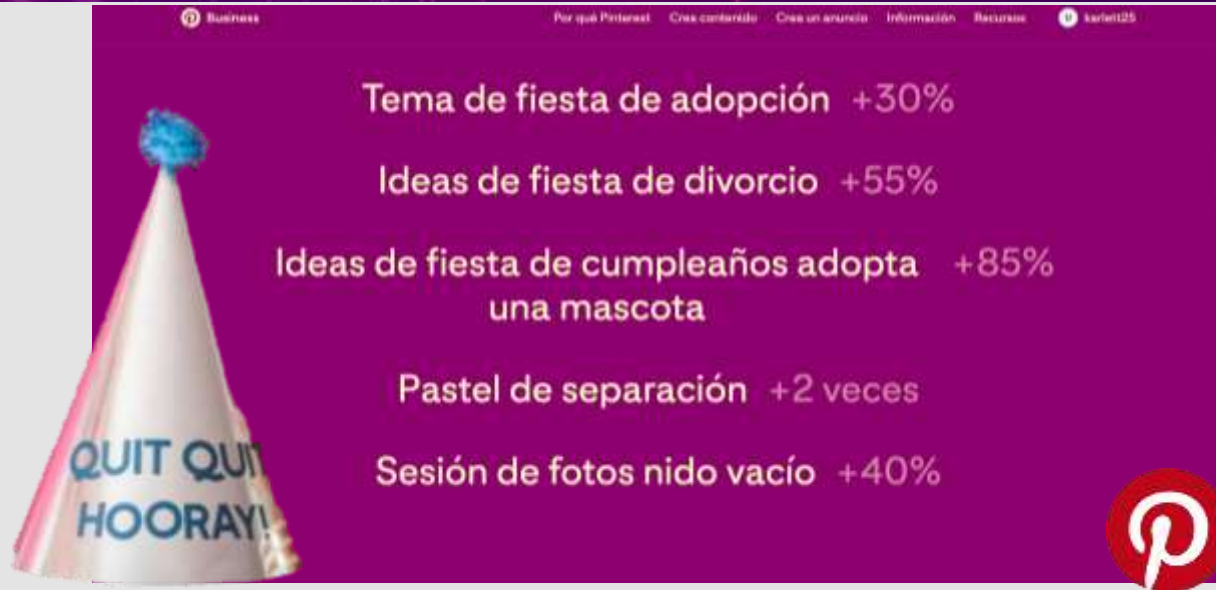 Business
Por qué Pinterest Crea contenido Crea un anuncio Información Recursos karlett25
Tema de fiesta de adopción +30%
Ideas de fiesta de divorcio +55%
Ideas de fiesta de cumpleaños adopta +85%
una mascota
Pastel de separación +2 veces
Sesión de fotos nido vacío +40%
QUIT QUIT
HOORAY!